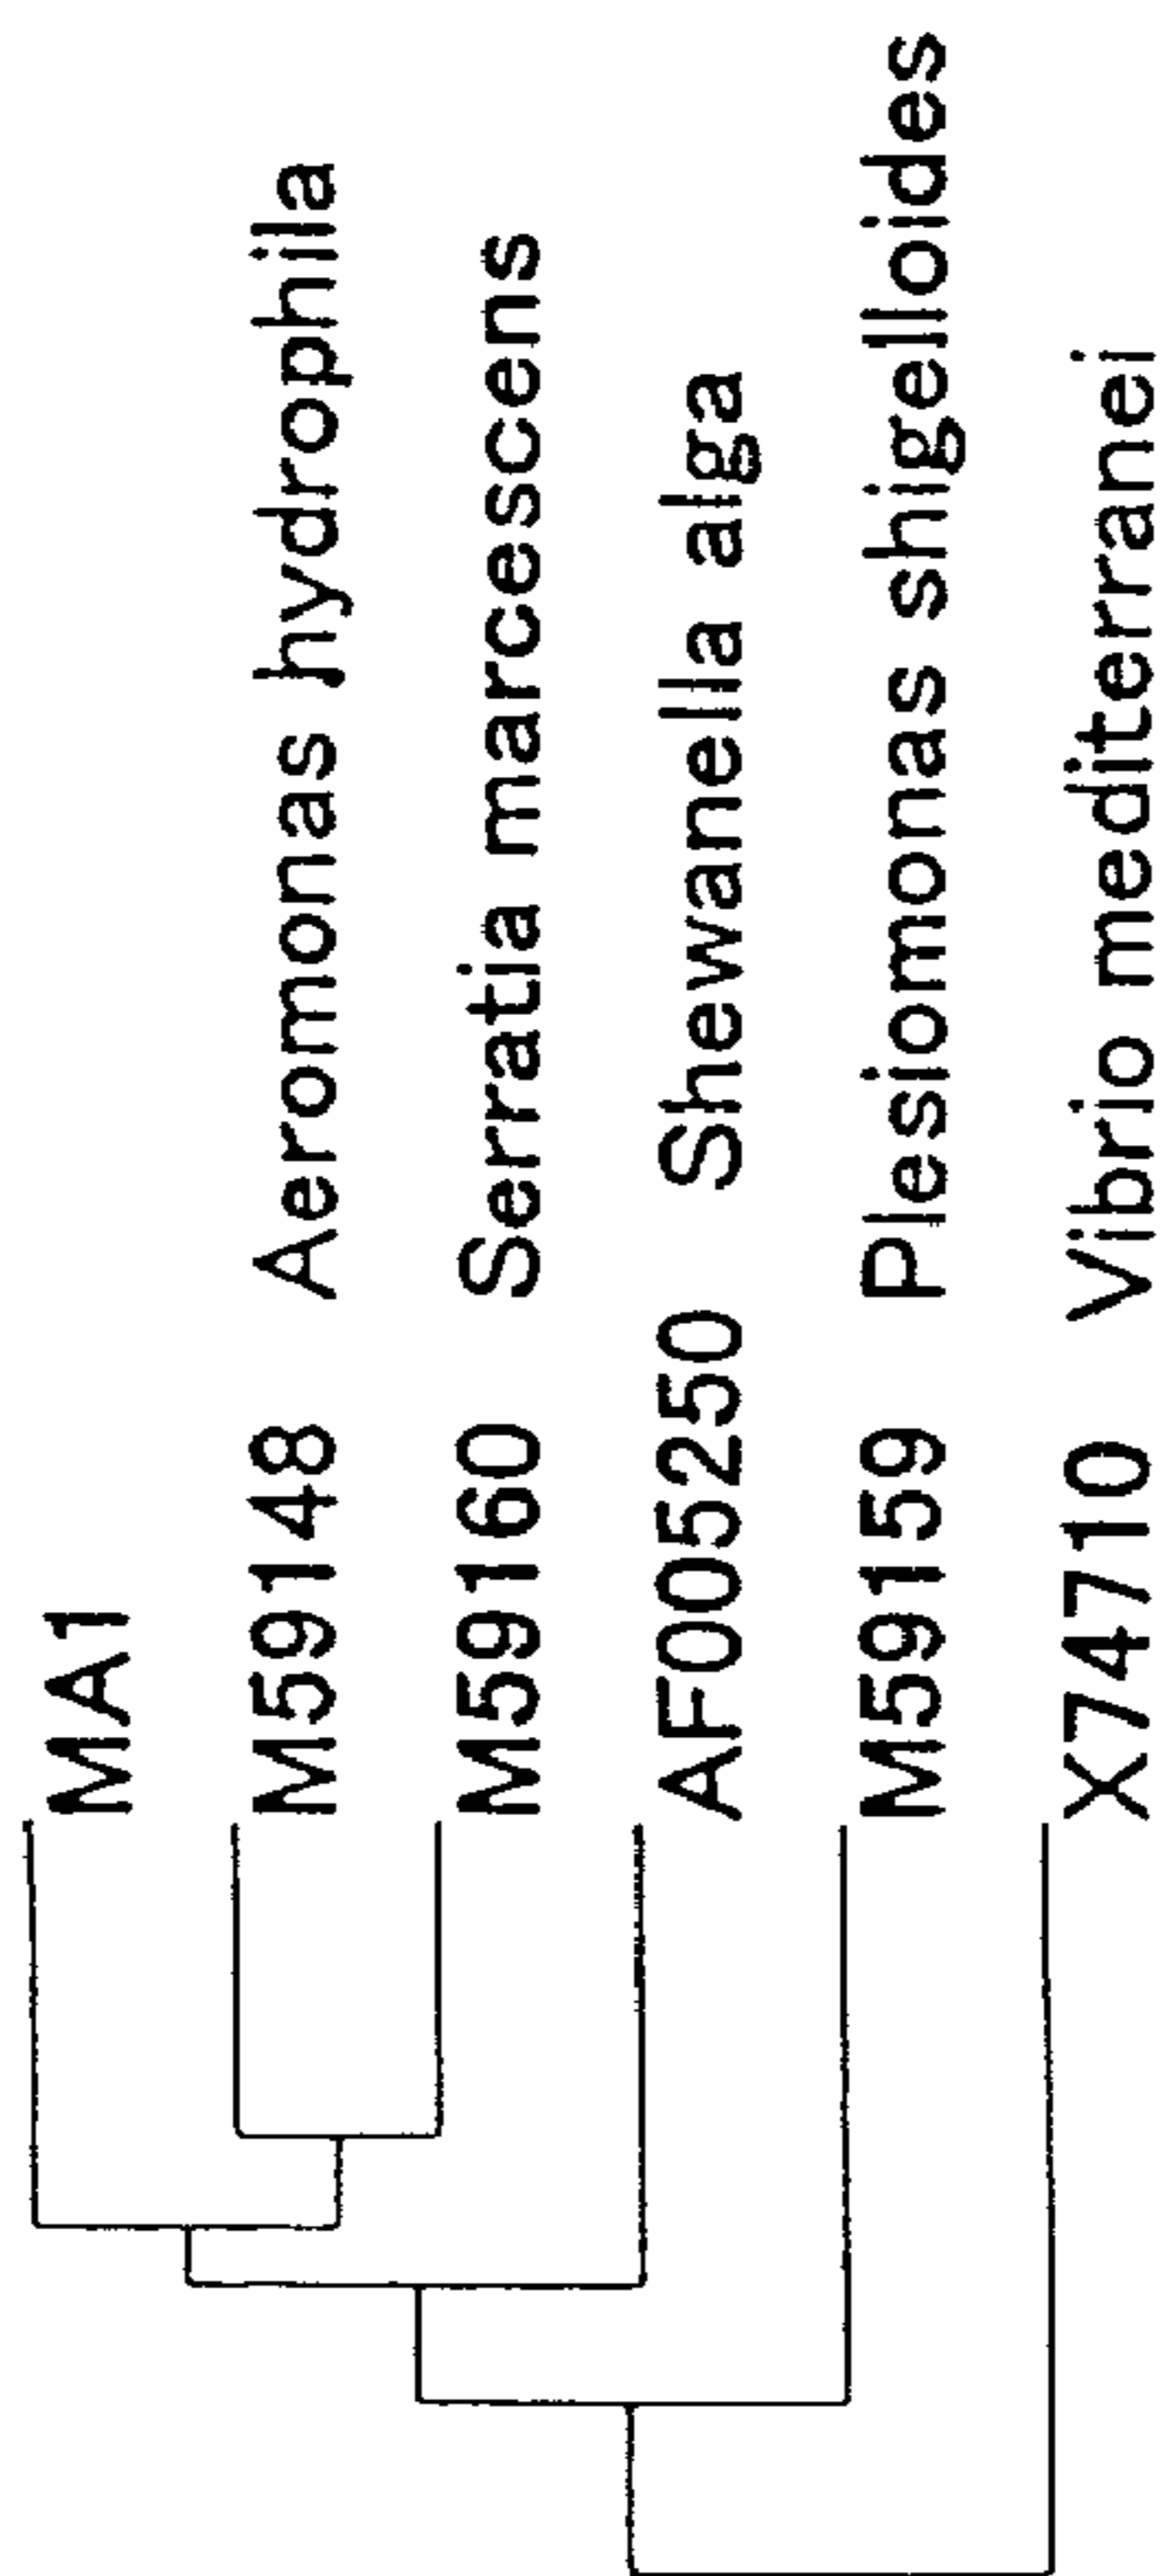 MA1
M59148 Aeromonas hydrophila
M59160 Serratia marcescens
AF005250 Shewanella alga
M59159 Plesiomonas shigelloides
X74710 Vibrio mediterranei